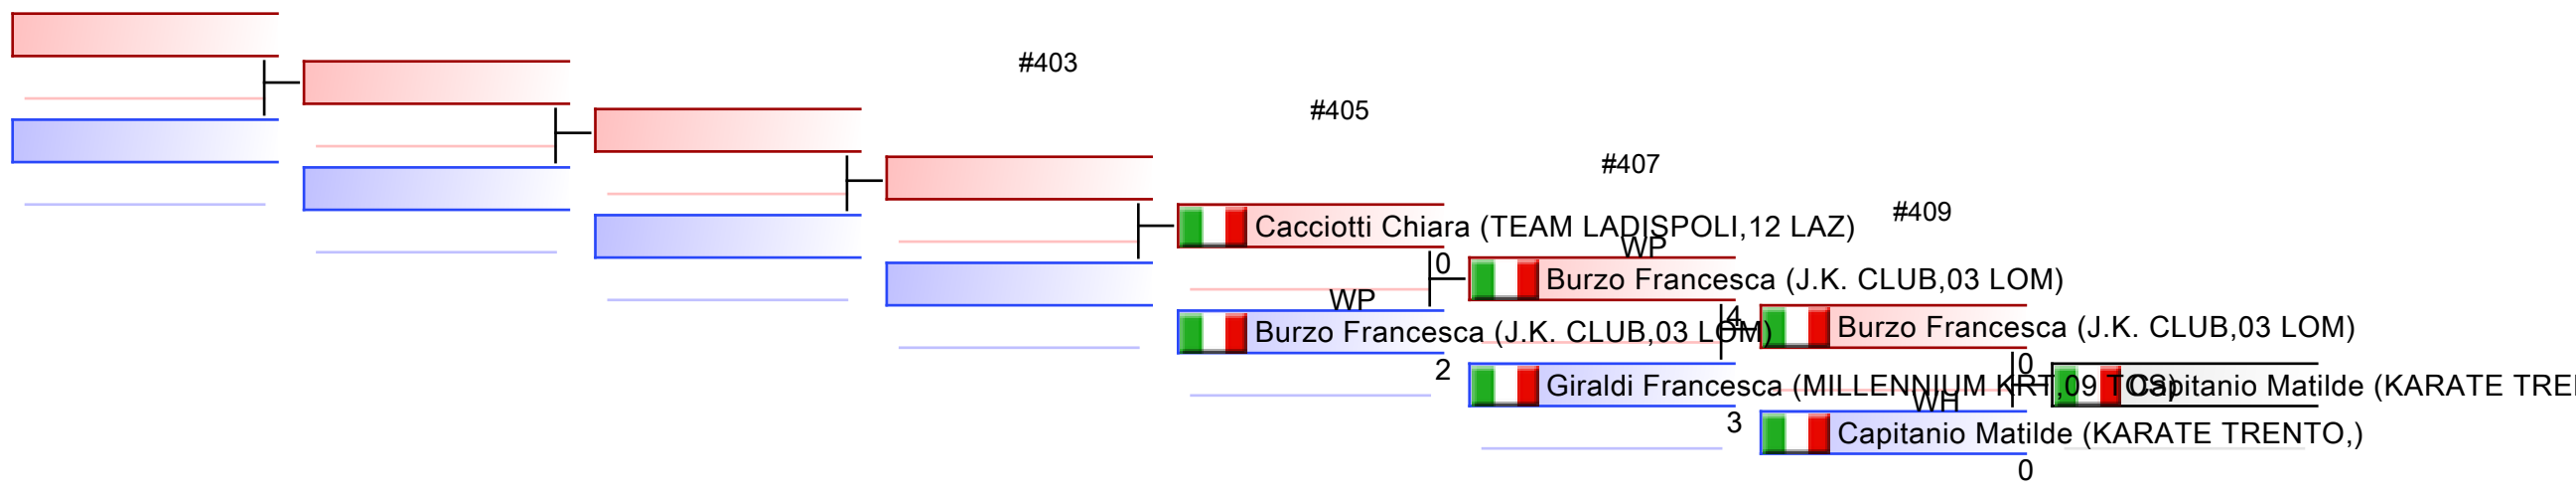 #403
#405
#407
#409
Cacciotti Chiara (TEAM LADISPOLI,12 LAZ)
WP
0
Burzo Francesca (J.K. CLUB,03 LOM)
WP
Burzo Francesca (J.K. CLUB,03 LOM)
4
Burzo Francesca (J.K. CLUB,03 LOM)
2
0
Giraldi Francesca (MILLENNIUM KRT,09 TOS)
Capitanio Matilde (KARATE
WH
3
Capitanio Matilde (KARATE TRENTO,)
0